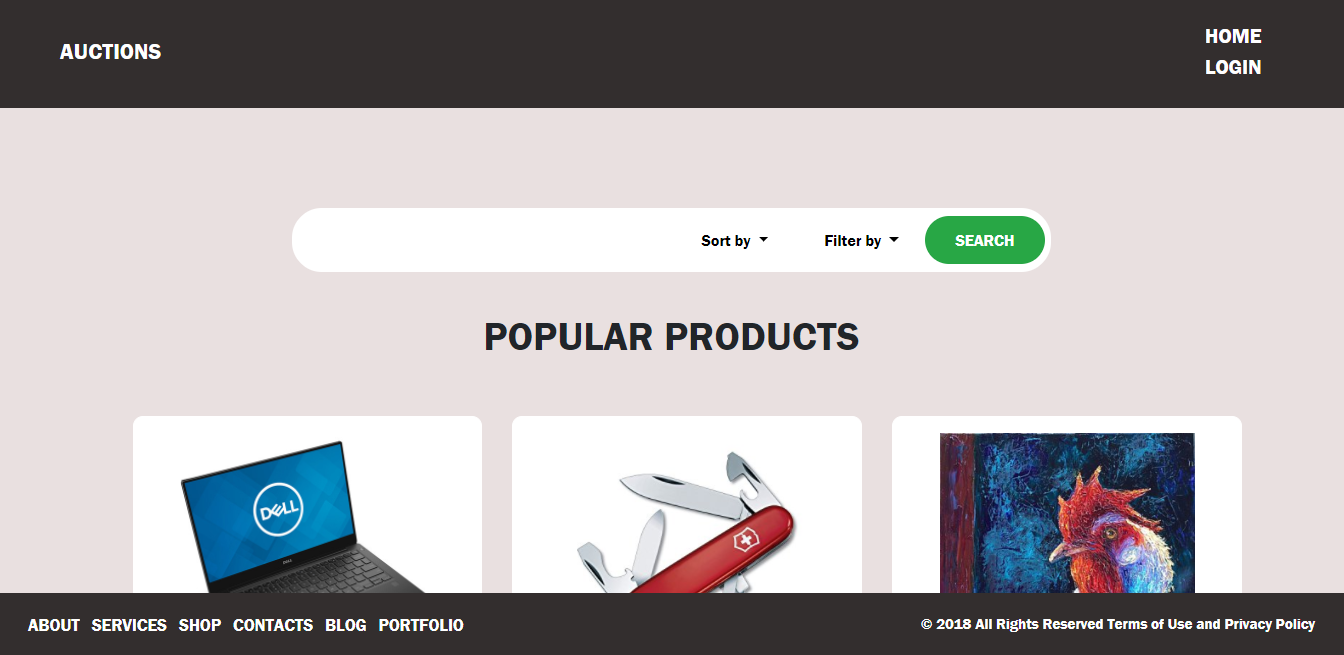 AUCTIONS
HOME
LOGIN
Sort by
Filter by
SEARCH
POPULAR PRODUCTS
DELL
ABOUT SERVICES SHOP CONTACTS BLOG PORTFOLIO
© 2018 All Rights Reserved Terms of Use and Privacy Policy